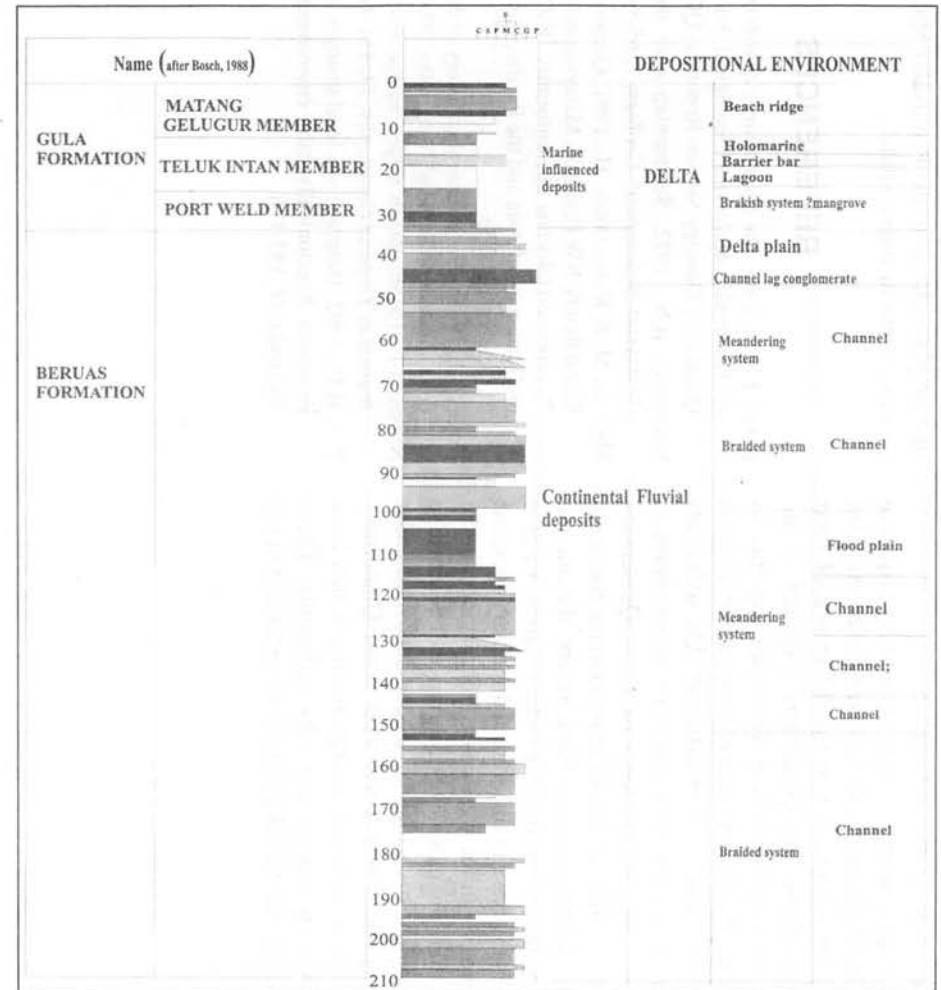 C S F M C G P
Name (after Bosch, 1988)
DEPOSITIONAL ENVIRONMENT
GULA
FORMATION
MATANG
GELUGUR MEMBER
TELUK INTAN MEMBER
PORT WELD MEMBER
BERUAS
FORMATION
0
10
20
30
40
50
60
70
80
90
100
110
120
130
140
150
160
170
180
190
200
210
Marine
influenced
deposits
Continental Fluvial
deposits
DELTA
Beach ridge
Holomarine
Barrier bar
Lagoon
Brakish system ?mangrove
Delta plain
Channel lag conglomerate
Meandering
system
Channel
Braided system
Channel
Flood plain
Meandering
system
Channel
Channel;
Channel
Braided system
Channel